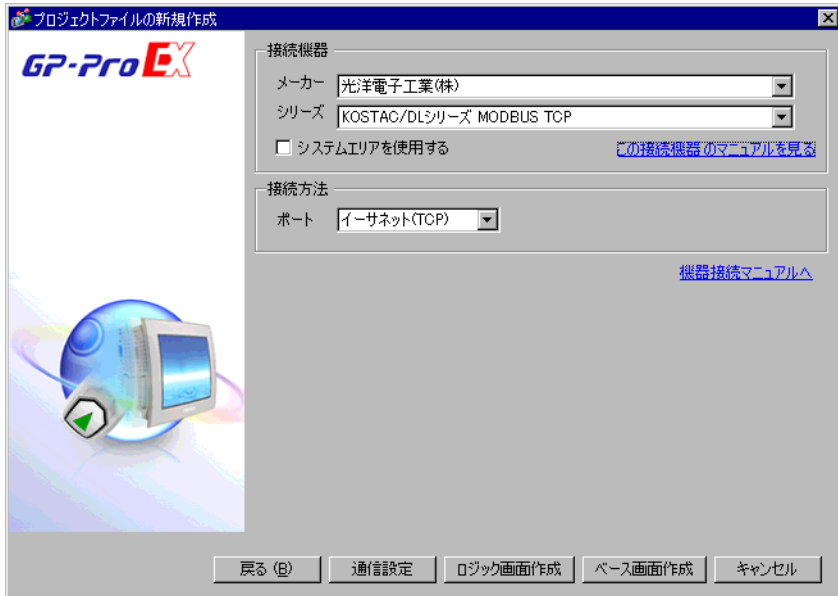 プロジェクトファイルの新規作成
GP-Pro EX
接続機器
メーカー 光洋電子工業(株)
シリーズ KOSTAC/DLシリーズ MODBUS TCP
システムエリアを使用する この接続機器のマニュアルを見る
接続方法
ポート イーサネット(TCP)
機器接続マニュアルへ
戻る (B) 通信設定 ロジック画面作成 ベース画面作成 キャンセル